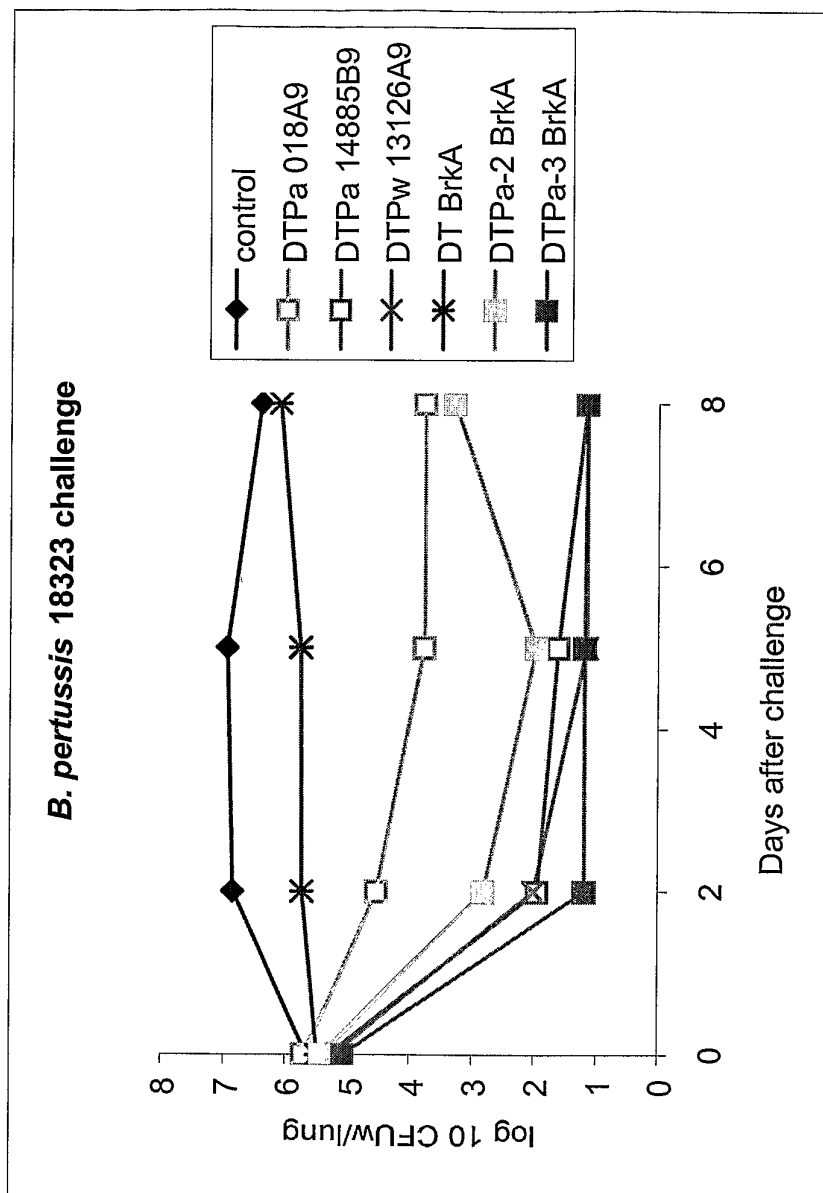 B. pertussis 18323 challenge
log 10 CFUw/lung
8
7
6
5
4
3
2
1
0
0
2
4
6
8
Days after challenge
control
DTPa 018A9
DTPa 14885B9
DTPw 13126A9
DT BrkA
DTPa-2 BrkA
DTPa-3 BrkA